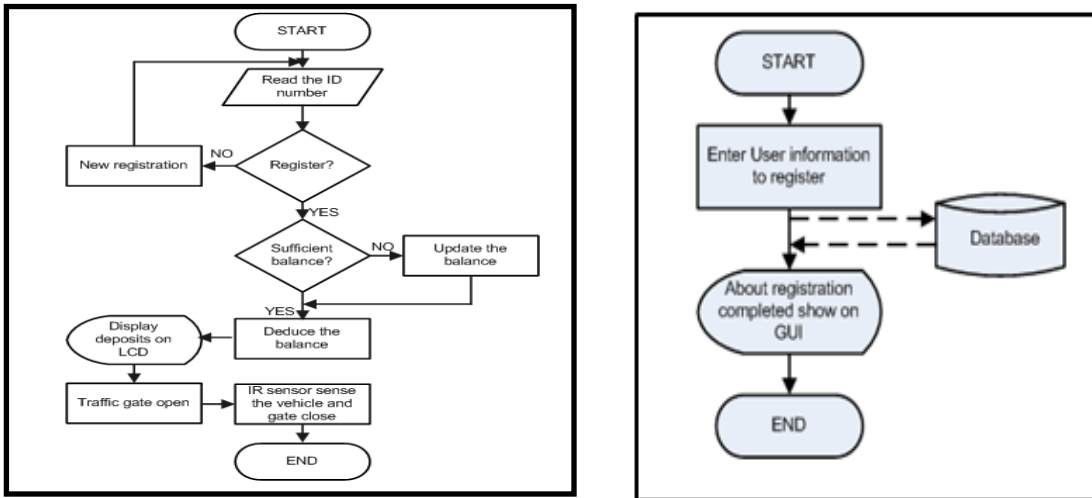 START
Read the ID
number
New registration
NO
Register?
YES
Sufficient
balance?
NO
Update the
balance
YES
Deduce the
balance
Display
deposits on
LCD
Traffic gate open
IR sensor sense
the vehicle and
gate close
END
START
Enter User information
to register
Database
About registration
completed show on
GUI
END